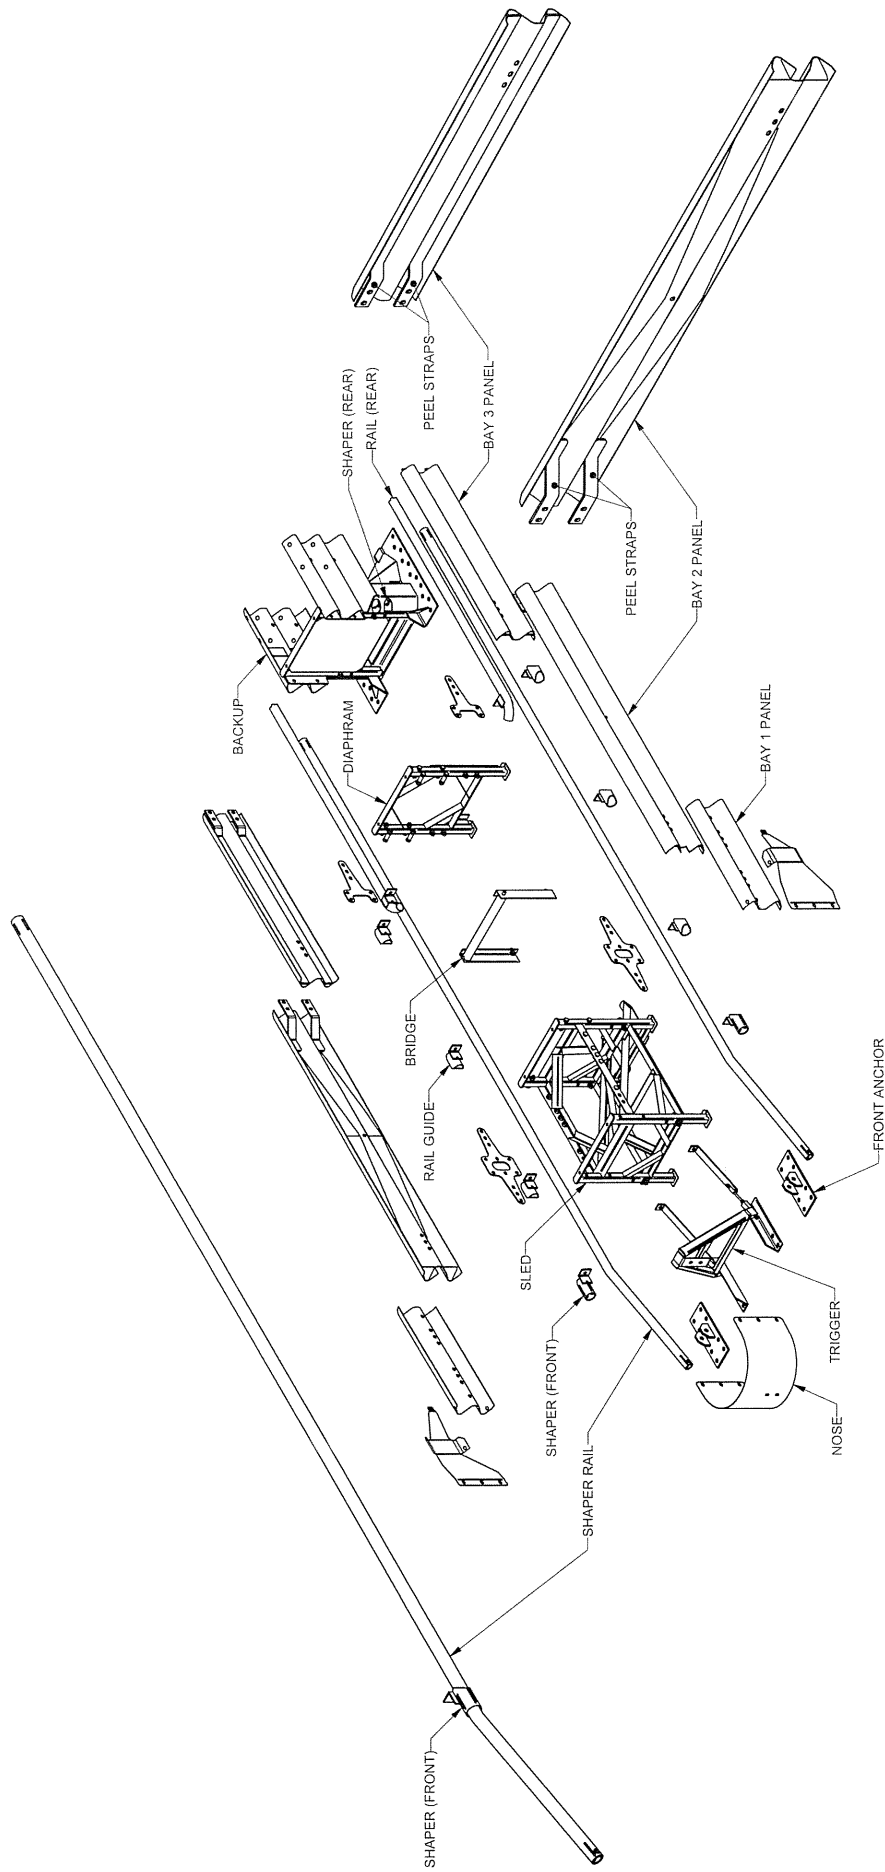 BACKUP
DIAPHRAM
SHAPER (REAR)
RAIL (REAR)
BRIDGE
SHAPER (FRONT)
RAIL GUIDE
PEEL STRAPS
BAY 3 PANEL
SLED
SHAPER (FRONT)
SHAPER RAIL
PEEL STRAPS
BAY 2 PANEL
BAY 1 PANEL
NOSE
TRIGGER
FRONT ANCHOR